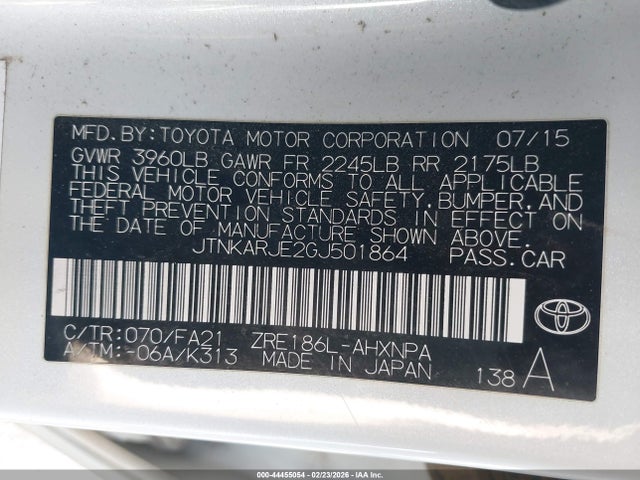 MFD.BY:TOYOTA MOTOR CORPORATION 07/15
GVWR 3960LB GAWR FR 2245LB RR 2175LB
THIS VEHICLE CONFORMS TO ALL APPLICABLE
FEDERAL MOTOR VEHICLE SAFETY,BUMPER,AND
THEFT PREVENTION STANDARDS IN EFFECT ON
THE DATE OF MANUFACTURE SHOWN ABOVE.
JTNKARJE2GJ501864 PASS.CAR
C/TR:070/FA21 ZRE186L-AHXNPA
A/TM:-06A/K313 MADE IN JAPAN 138 A
TOYOTA
000-44455054 | 02/23/2026 - COPART IAA